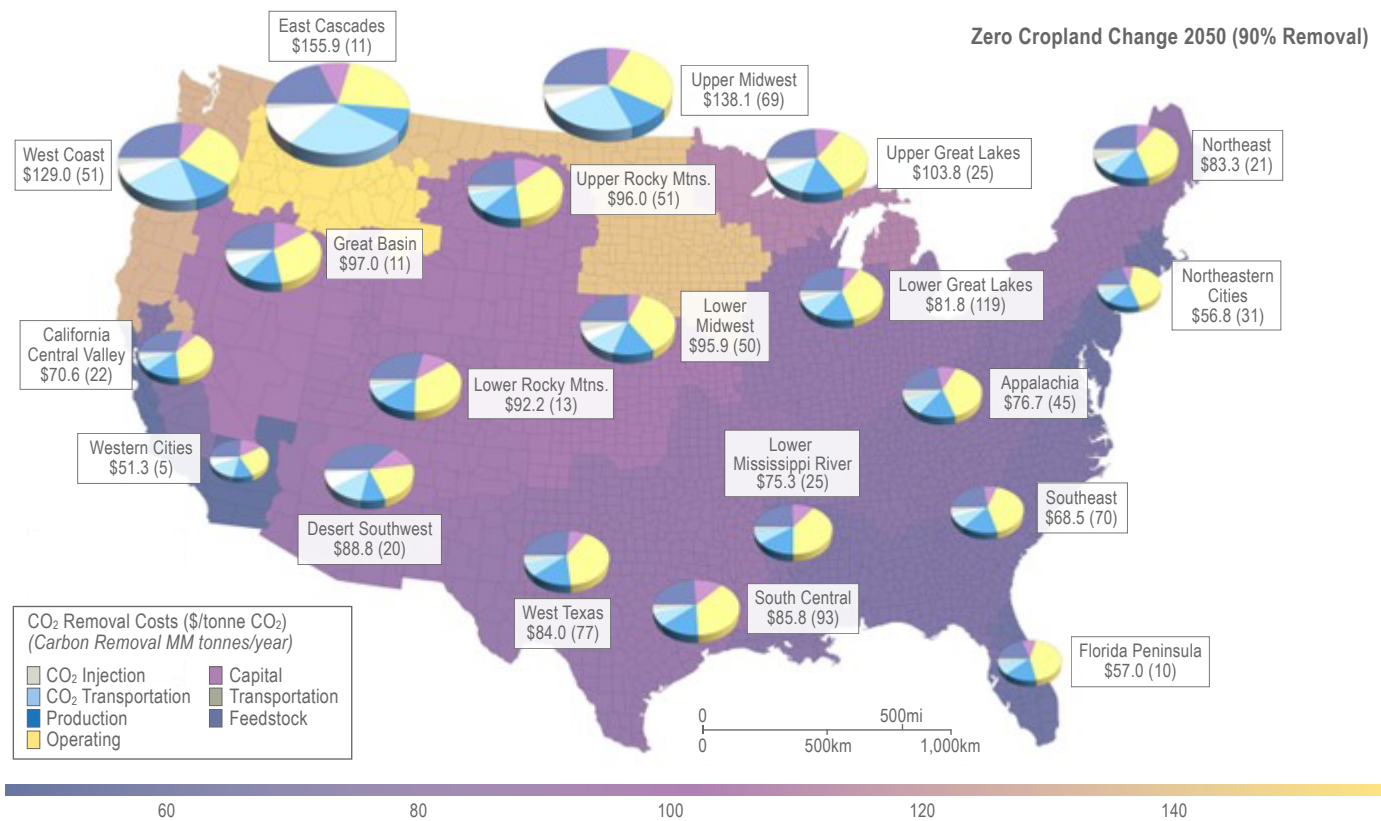 Zero Cropland Change 2050 (90% Removal)
East Cascades
$155.9 (11)
Upper Midwest
$138.1 (69)
West Coast
$129.0 (51)
Upper Great Lakes
$103.8 (25)
Northeast
$83.3 (21)
Upper Rocky Mtns.
$96.0 (51)
Great Basin
$97.0 (11)
Lower Great Lakes
$81.8 (119)
Northeastern
Cities
$56.8 (31)
Lower
Midwest
$95.9 (50)
California
Central Valley
$70.6 (22)
Lower Rocky Mtns.
$92.2 (13)
Appalachia
$76.7 (45)
Western Cities
$51.3 (5)
Lower
Mississippi River
$75.3 (25)
Southeast
$68.5 (70)
Desert Southwest
$88.8 (20)
West Texas
$84.0 (77)
South Central
$85.8 (93)
Florida Peninsula
$57.0 (10)
CO₂ Removal Costs ($/tonne CO₂)
(Carbon Removal MM tonnes/year)
CO₂ Injection
CO₂ Transportation
Production
Operating
Capital
Transportation
Feedstock
0 500mi
0 500km 1,000km
60 80 100 120 140